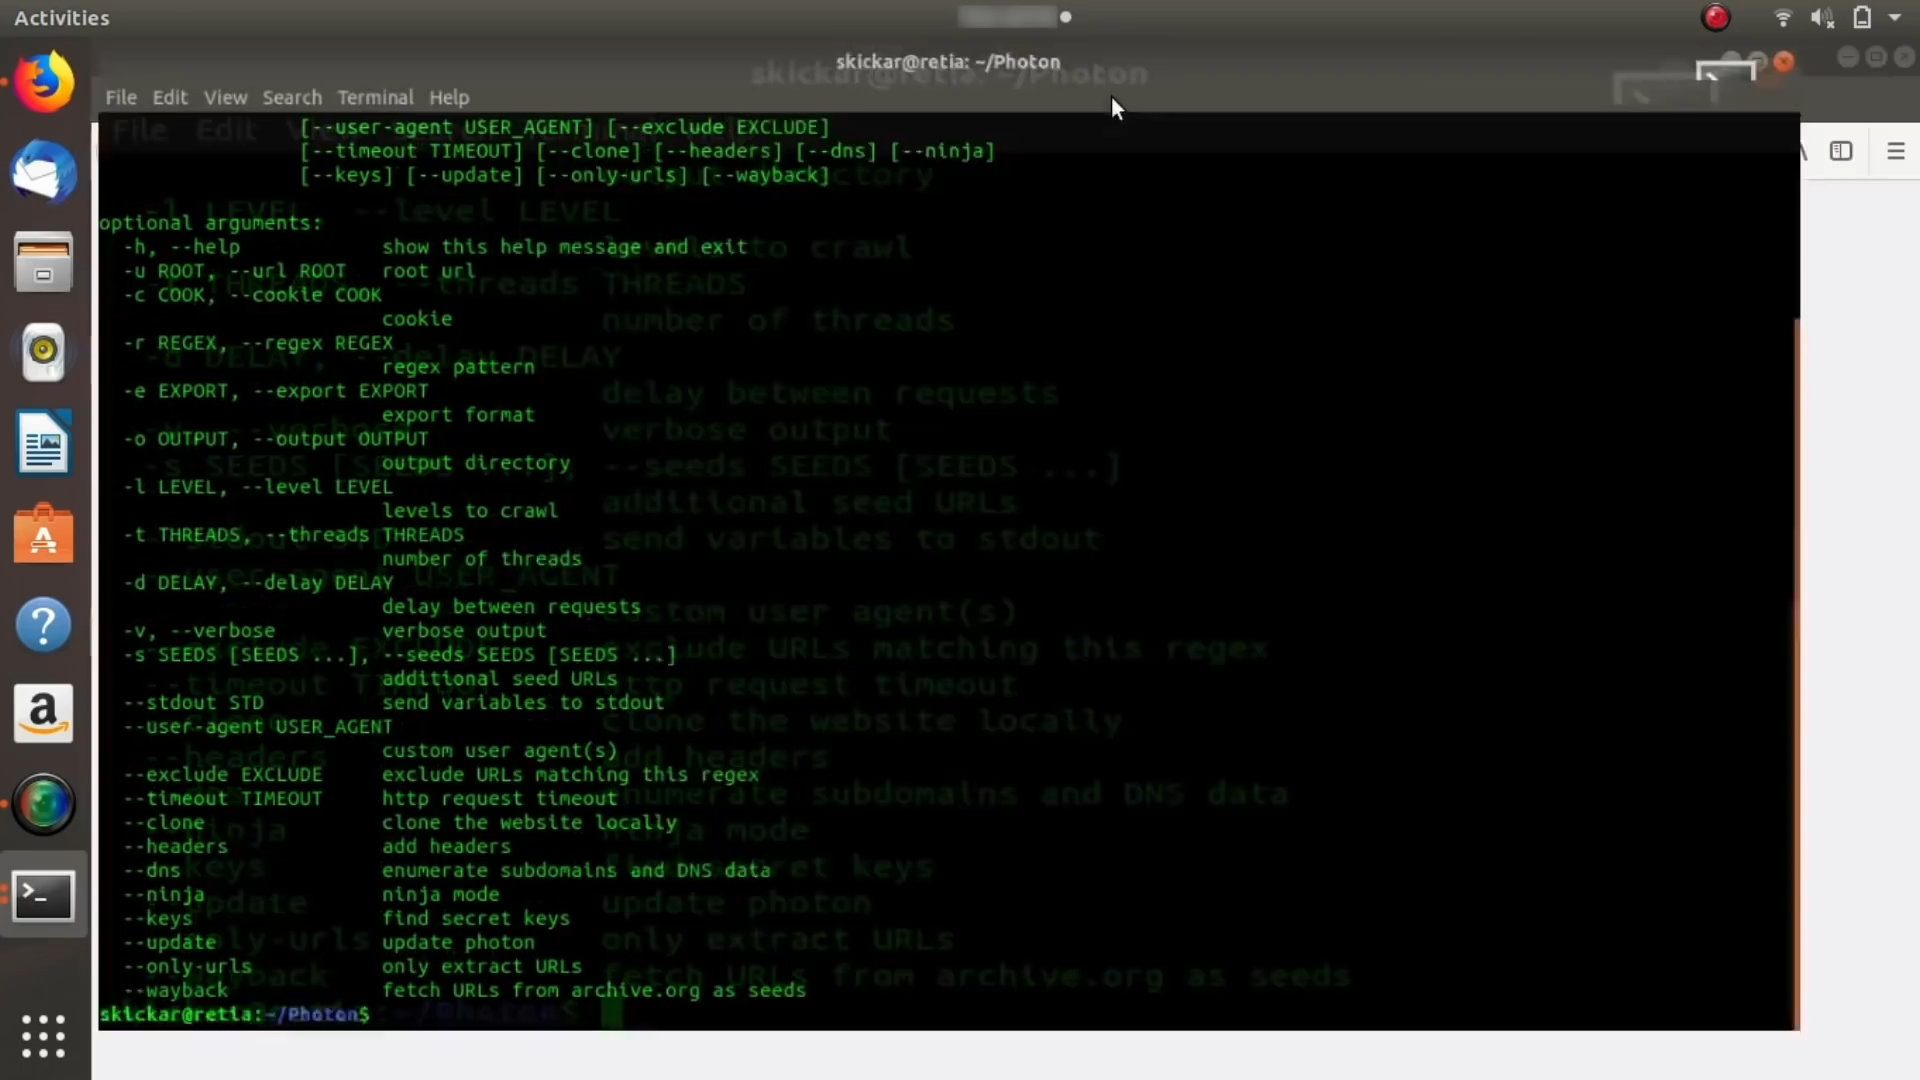 Activities
skickar@retia: ~/Photon
File Edit View Search Terminal Help
[--user-agent USER_AGENT] [--exclude EXCLUDE]
[--timeout TIMEOUT] [--clone] [--headers] [--dns] [--ninja]
[--keys] [--update] [--only-urls] [--wayback]
optional arguments:
-h, --help show this help message and exit
-u ROOT, --url ROOT root url
-c COOK, --cookie COOK
cookie
-r REGEX, --regex REGEX
regex pattern
-e EXPORT, --export EXPORT
export format
-o OUTPUT, --output OUTPUT
output directory
-l LEVEL, --level LEVEL
levels to crawl
-t THREADS, --threads THREADS
number of threads
-d DELAY, --delay DELAY
delay between requests
-v, --verbose verbose output
-s SEEDS [SEEDS ...], --seeds SEEDS [SEEDS ...]
additional seed URLs
--stdout STD send variables to stdout
--user-agent USER_AGENT
custom user agent(s)
--exclude EXCLUDE exclude URLs matching this regex
--timeout TIMEOUT http request timeout
--clone clone the website locally
--headers add headers
--dns enumerate subdomains and DNS data
--ninja ninja mode
--keys find secret keys
--update update photon
--only-urls only extract URLs
--wayback fetch URLs from archive.org as seeds
skickar@retia:~/Photon$